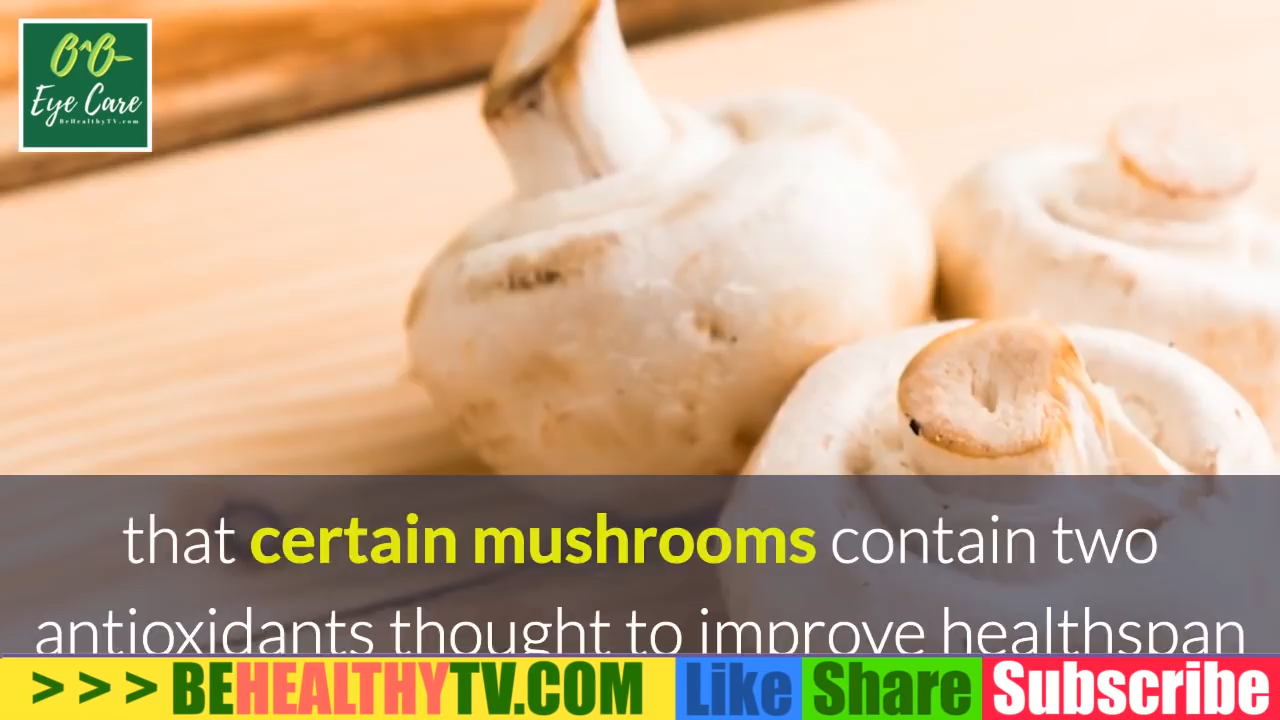 B^B-
Eye Care
BeHealthyTV.com
that certain mushrooms contain two
antioxidants thought to improve healthspan
> > > BEHEALTHYTV.COM Like Share Subscribe